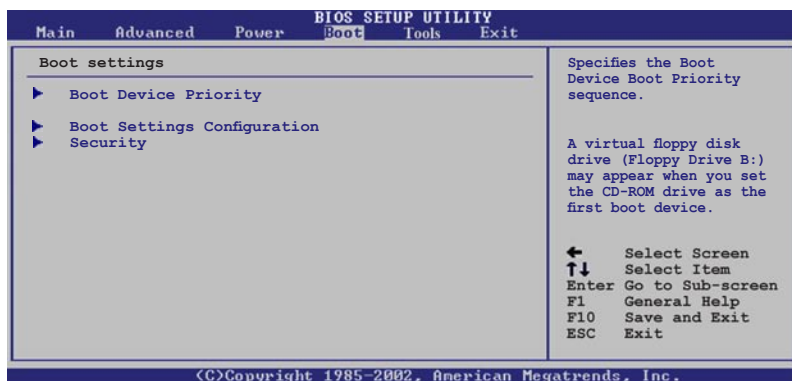 BIOS SETUP UTILITY
Main Advanced Power Boot Tools Exit
Boot settings
Boot Device Priority
Boot Settings Configuration
Security
Specifies the Boot
Device Boot Priority
sequence.
A virtual floppy disk
drive (Floppy Drive B:)
may appear when you set
the CD-ROM drive as the
first boot device.
← Select Screen
↑↓ Select Item
Enter Go to Sub-screen
F1 General Help
F10 Save and Exit
ESC Exit
(C)Copyright 1985-2002, American Megatrends, Inc.